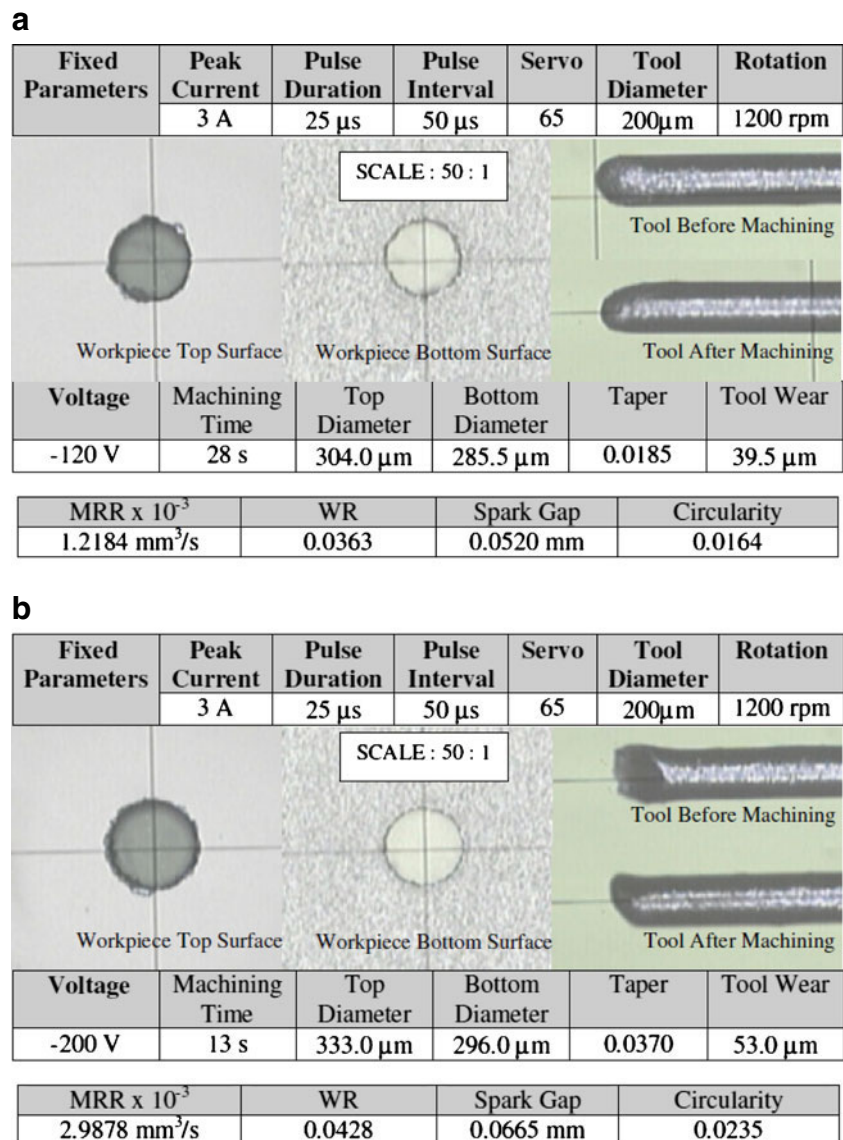 a
Fixed Parameters Peak Current Pulse Duration Pulse Interval Servo Tool Diameter Rotation
3 A 25 μs 50 μs 65 200μm 1200 rpm
SCALE : 50 : 1
Tool Before Machining
Workpiece Top Surface Workpiece Bottom Surface Tool After Machining
Voltage Machining Time Top Diameter Bottom Diameter Taper Tool Wear
-120 V 28 s 304.0 μm 285.5 μm 0.0185 39.5 μm
MRR x 10⁻³ WR Spark Gap Circularity
1.2184 mm³/s 0.0363 0.0520 mm 0.0164
b
Fixed Parameters Peak Current Pulse Duration Pulse Interval Servo Tool Diameter Rotation
3 A 25 μs 50 μs 65 200μm 1200 rpm
SCALE : 50 : 1
Tool Before Machining
Workpiece Top Surface Workpiece Bottom Surface Tool After Machining
Voltage Machining Time Top Diameter Bottom Diameter Taper Tool Wear
-200 V 13 s 333.0 μm 296.0 μm 0.0370 53.0 μm
MRR x 10⁻³ WR Spark Gap Circularity
2.9878 mm³/s 0.0428 0.0665 mm 0.0235